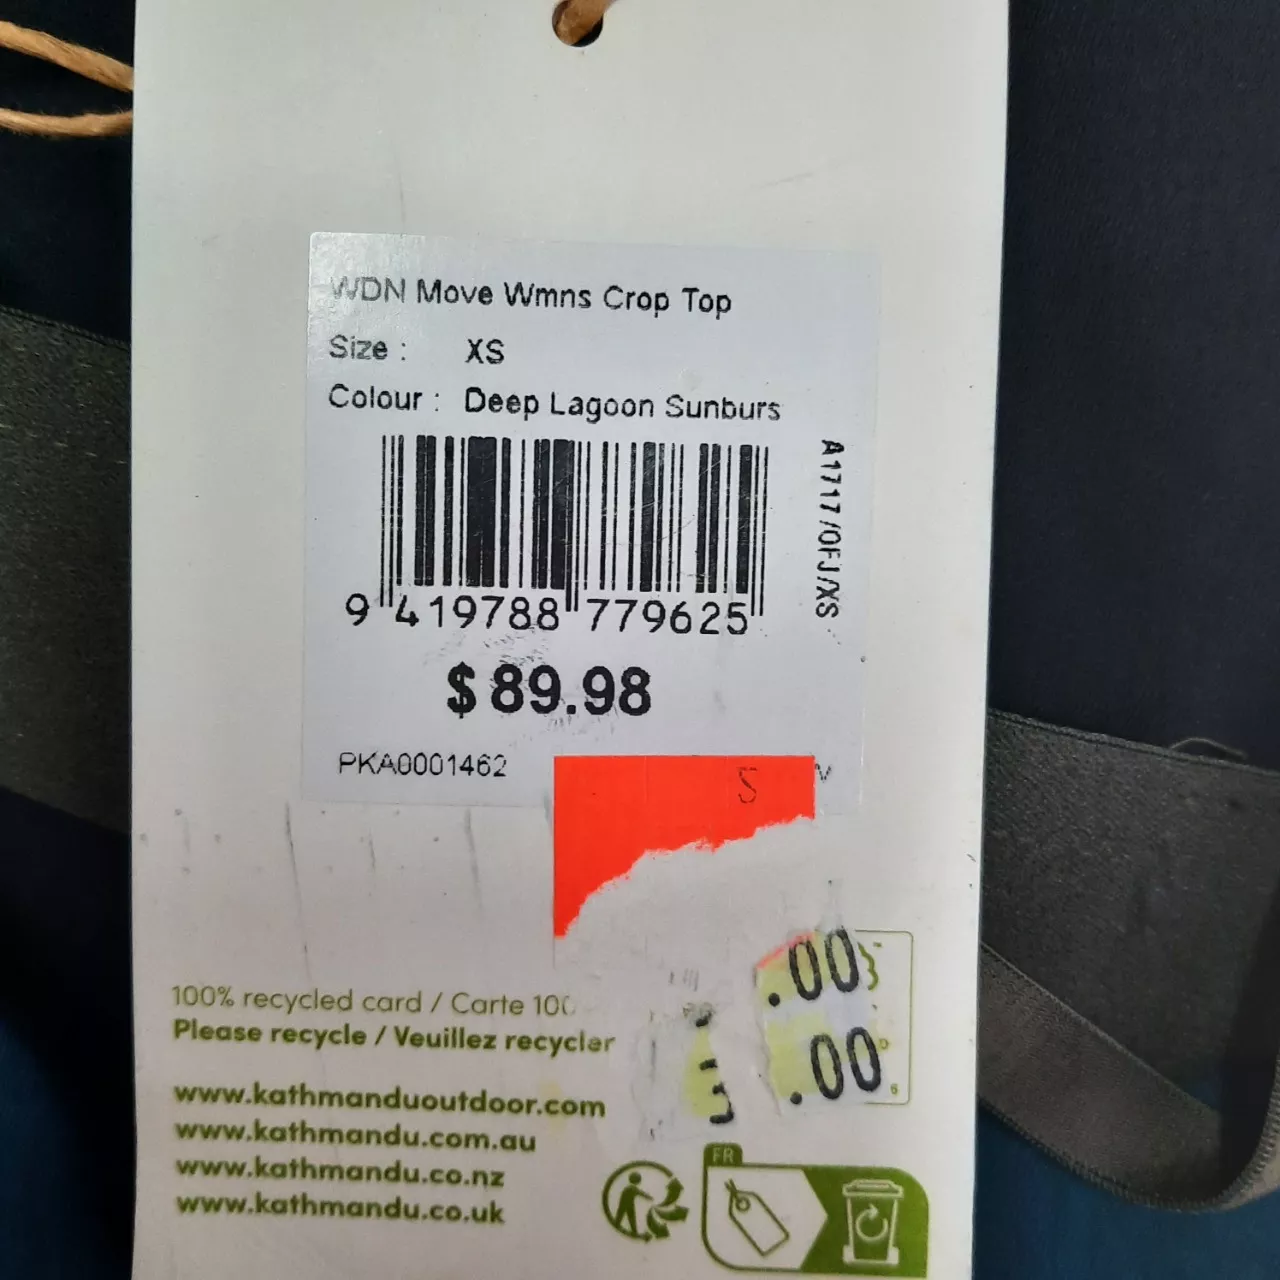 WDN Move Wmns Crop Top
Size : XS
Colour : Deep Lagoon Sunburs
A1717 /0FJ/XS
9 419788 779625
$ 89.98
PKA0001462
S
.00
3 .00
100% recycled card / Carte 100
Please recycle / Veuillez recycler
www.kathmanduoutdoor.com
www.kathmandu.com.au
www.kathmandu.co.nz
www.kathmandu.co.uk
FR